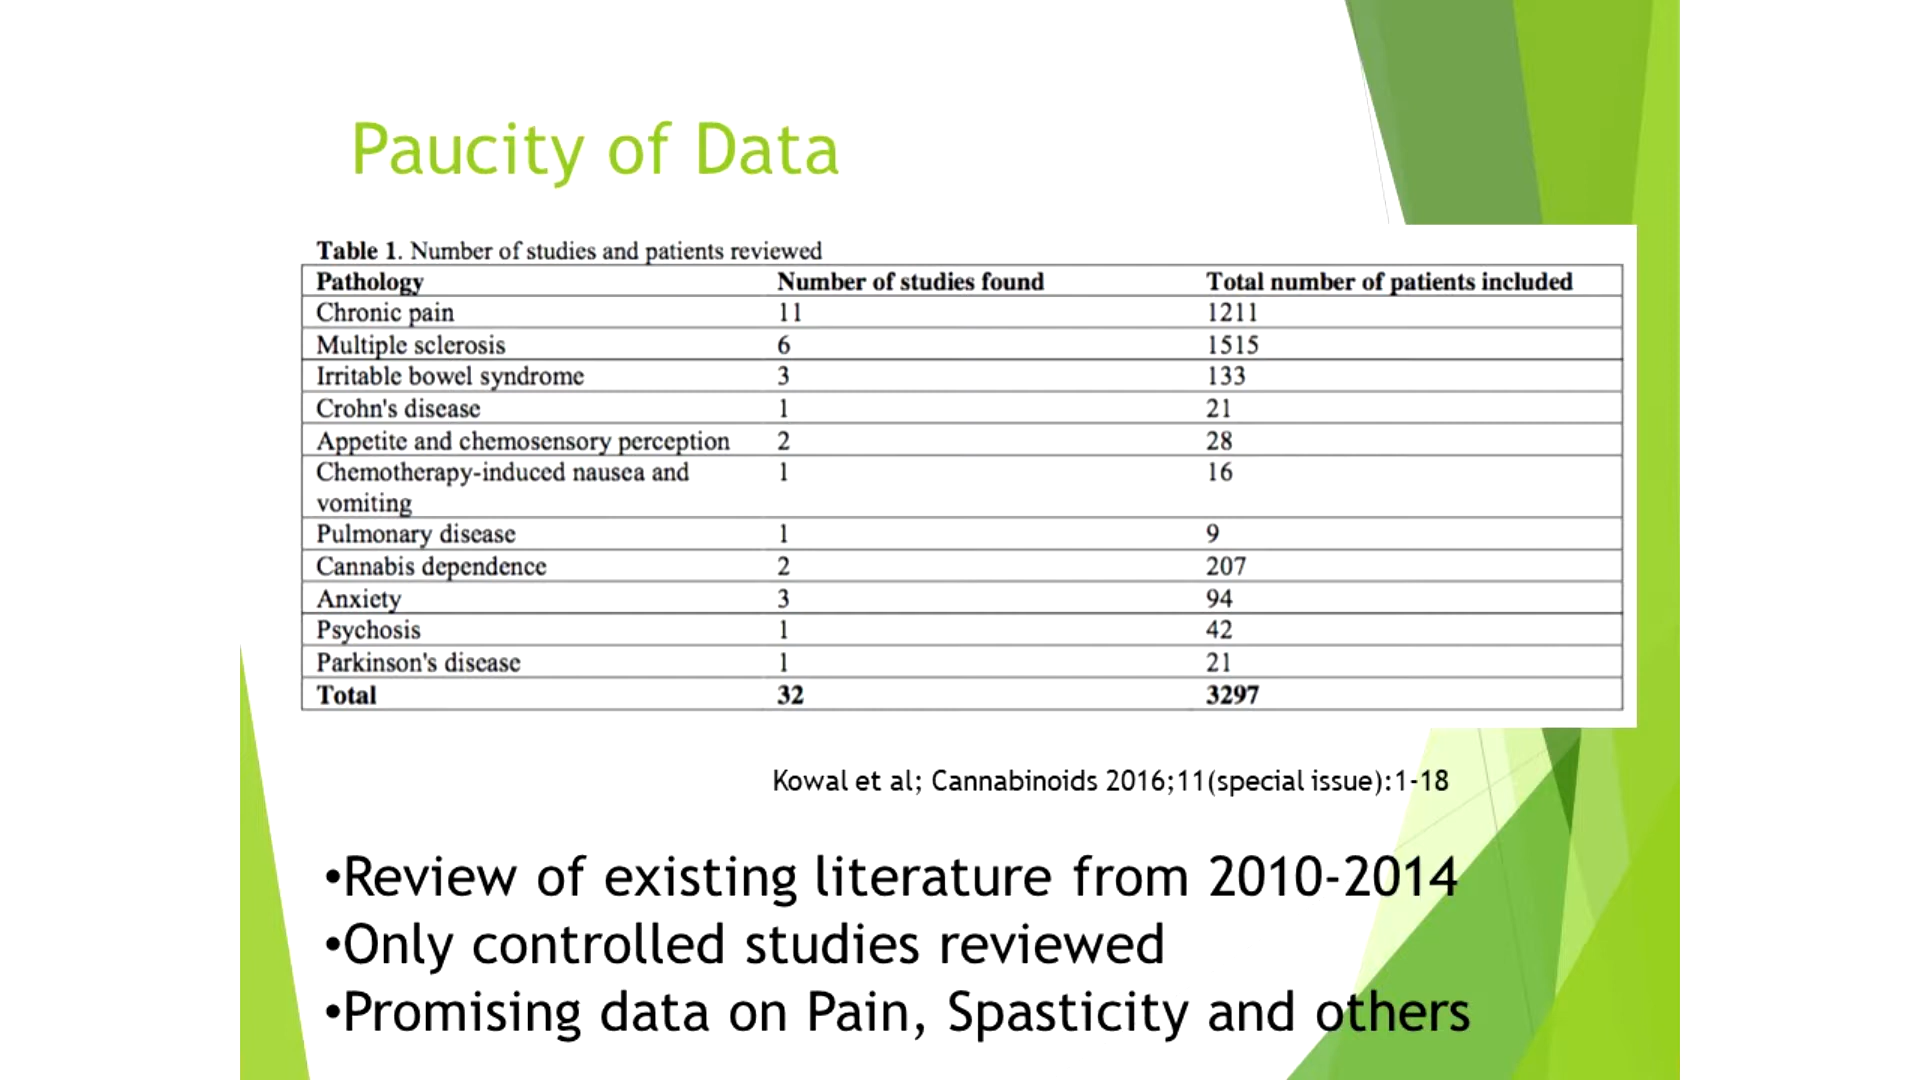 Paucity of Data
Table 1. Number of studies and patients reviewed
Pathology Number of studies found Total number of patients included
Chronic pain 11 1211
Multiple sclerosis 6 1515
Irritable bowel syndrome 3 133
Crohn's disease 1 21
Appetite and chemosensory perception 2 28
Chemotherapy-induced nausea and 1 16
vomiting
Pulmonary disease 1 9
Cannabis dependence 2 207
Anxiety 3 94
Psychosis 1 42
Parkinson's disease 1 21
Total 32 3297
Kowal et al; Cannabinoids 2016;11(special issue):1-18
•Review of existing literature from 2010-2014
•Only controlled studies reviewed
•Promising data on Pain, Spasticity and others